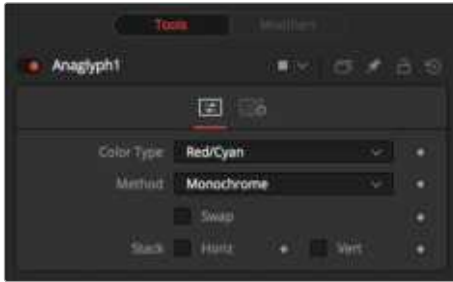 Tools Modifiers
Anaglyph1
Color Type Red/Cyan
Method Monochrome
Swap
Stack Horiz Vert